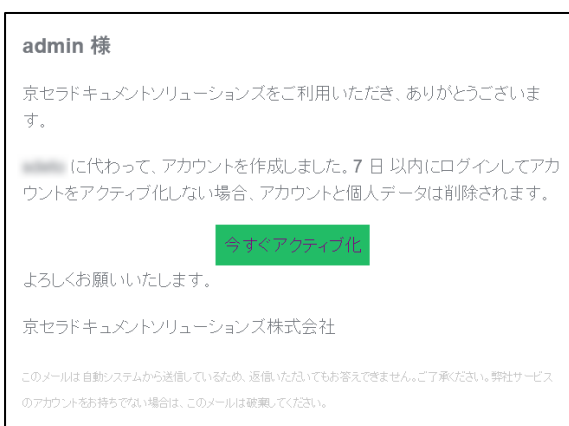 admin 様
京セラドキュメントソリューションズをご利用いただき、ありがとうございま
す。
に代わって、アカウントを作成しました。7 日 以内にログインしてアカ
ウントをアクティブ化しない場合、アカウントと個人データは削除されます。
今すぐアクティブ化
よろしくお願いいたします。
京セラドキュメントソリューションズ株式会社
このメールは自動システムから送信しているため、返信いただいてもお答えできません。ご了承ください。弊社サービス
のアカウントをお持ちでない場合は、このメールは破棄してください。